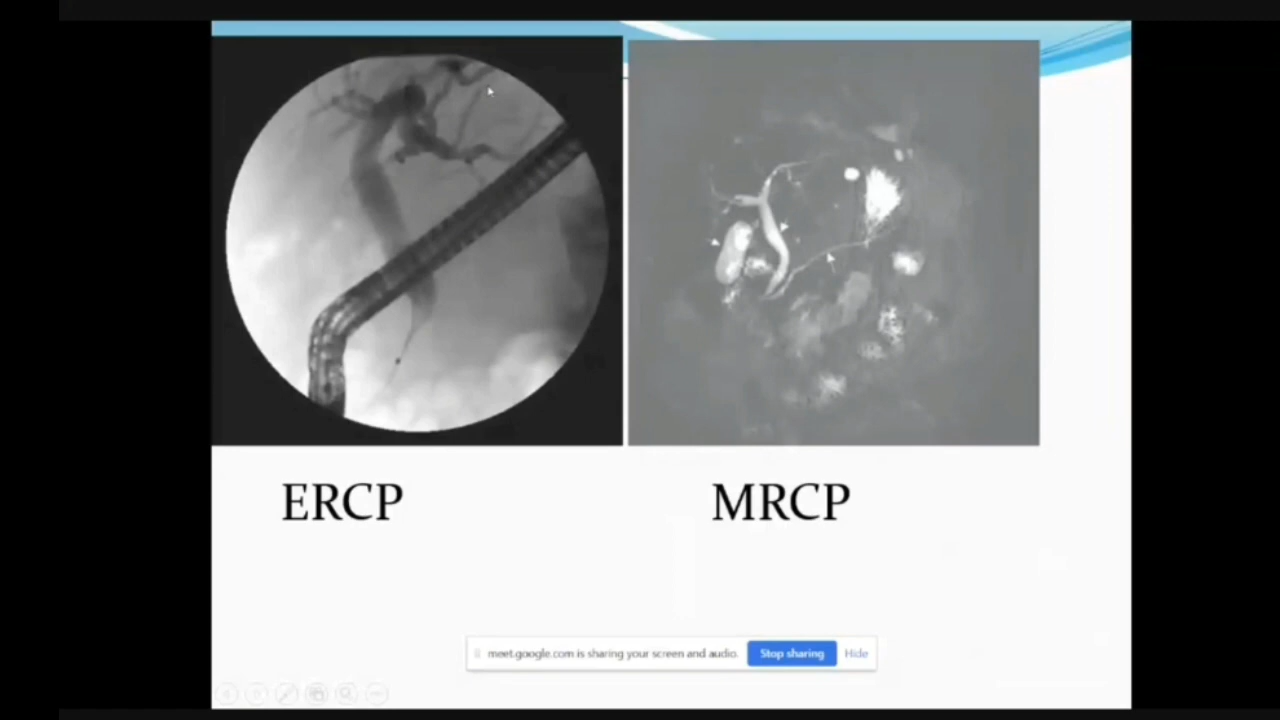 ERCP
MRCP
meet.google.com is sharing your screen and audio.
Stop sharing
Hide